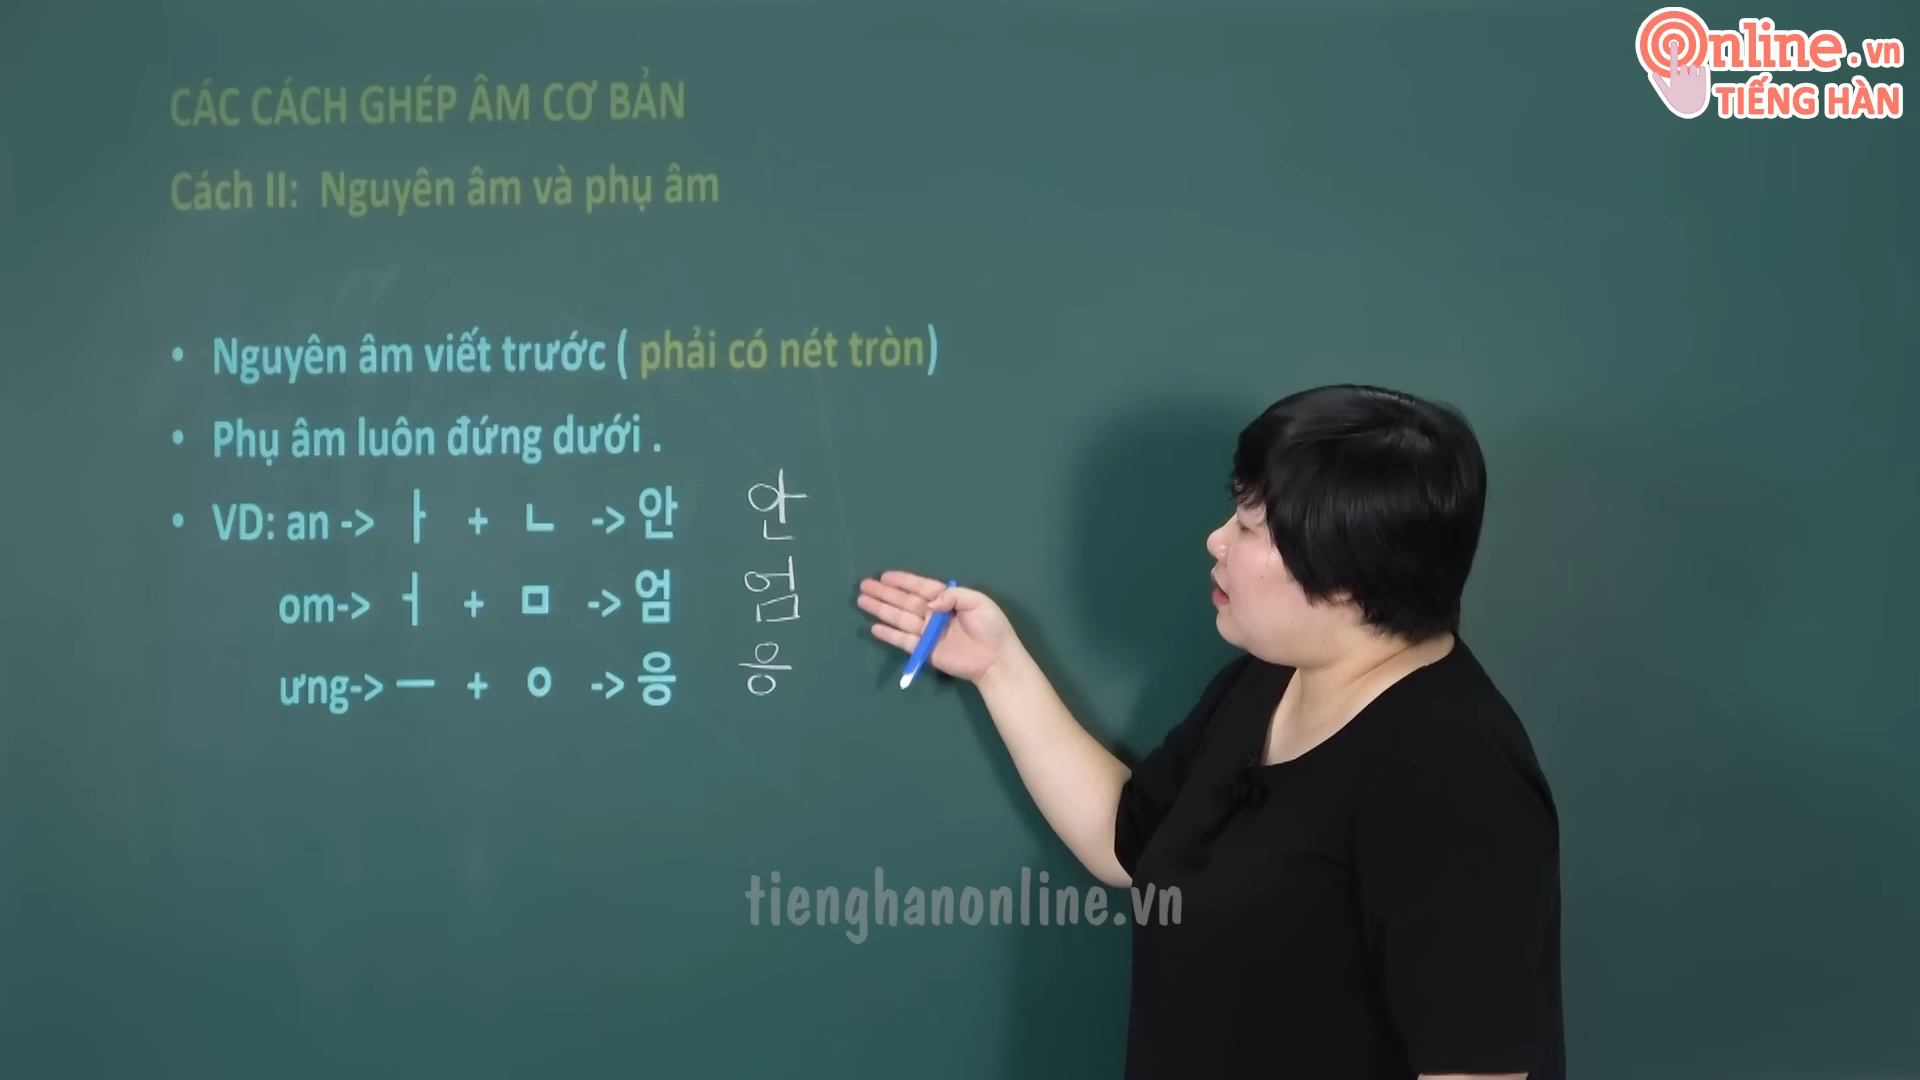 Online.vn
TIẾNG HÀN
CÁC CÁCH GHÉP ÂM CƠ BẢN
Cách II: Nguyên âm và phụ âm
• Nguyên âm viết trước ( phải có nét tròn)
• Phụ âm luôn đứng dưới .
• VD: an -> ㅏ + ㄴ -> 안 안
om-> ㅓ + ㅁ -> 엄 엄
ưng-> ㅡ + ㅇ -> 응 응
tienghanonline.vn